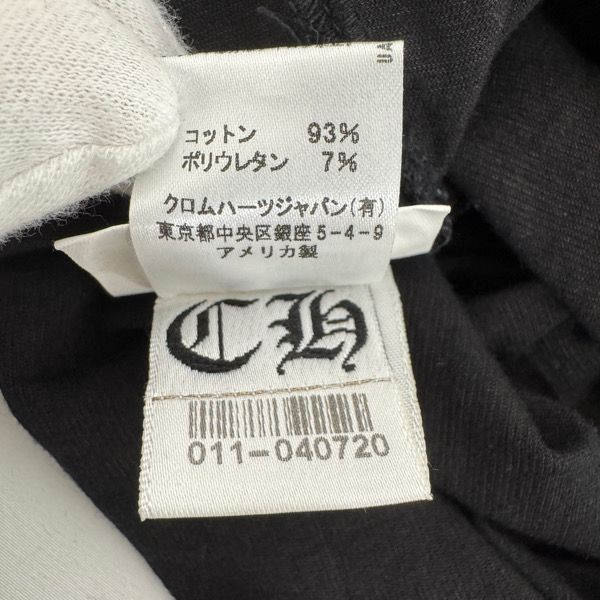 コットン 93%
ポリウレタン 7%
クロムハーツジャパン(有)
東京都中央区銀座5-4-9
アメリカ製
CH
011-040720